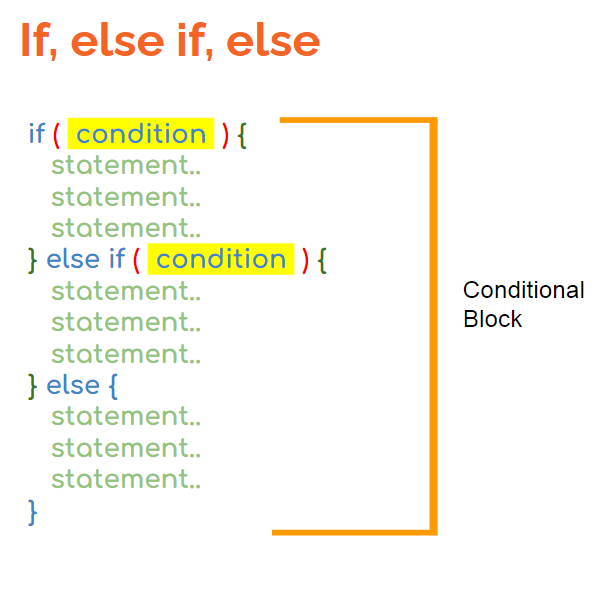 If, else if, else
if ( condition ) {
statement..
statement..
statement..
} else if ( condition ) {
statement..
statement..
statement..
} else {
statement..
statement..
statement..
}
Conditional
Block